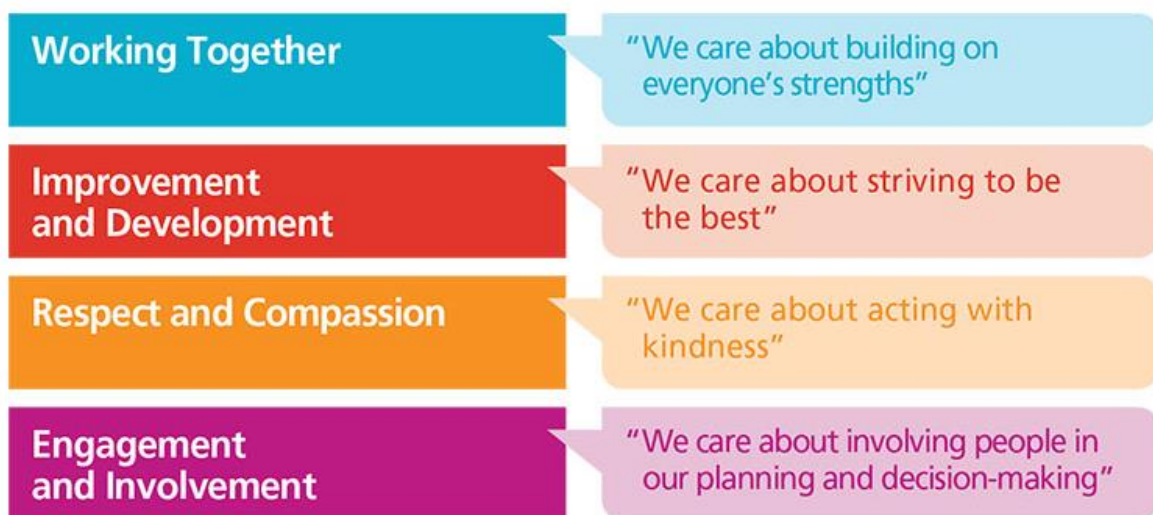 Working Together
"We care about building on
everyone's strengths"
Improvement
and Development
"We care about striving to be
the best"
Respect and Compassion
"We care about acting with
kindness"
Engagement
and Involvement
"We care about involving people in
our planning and decision-making"